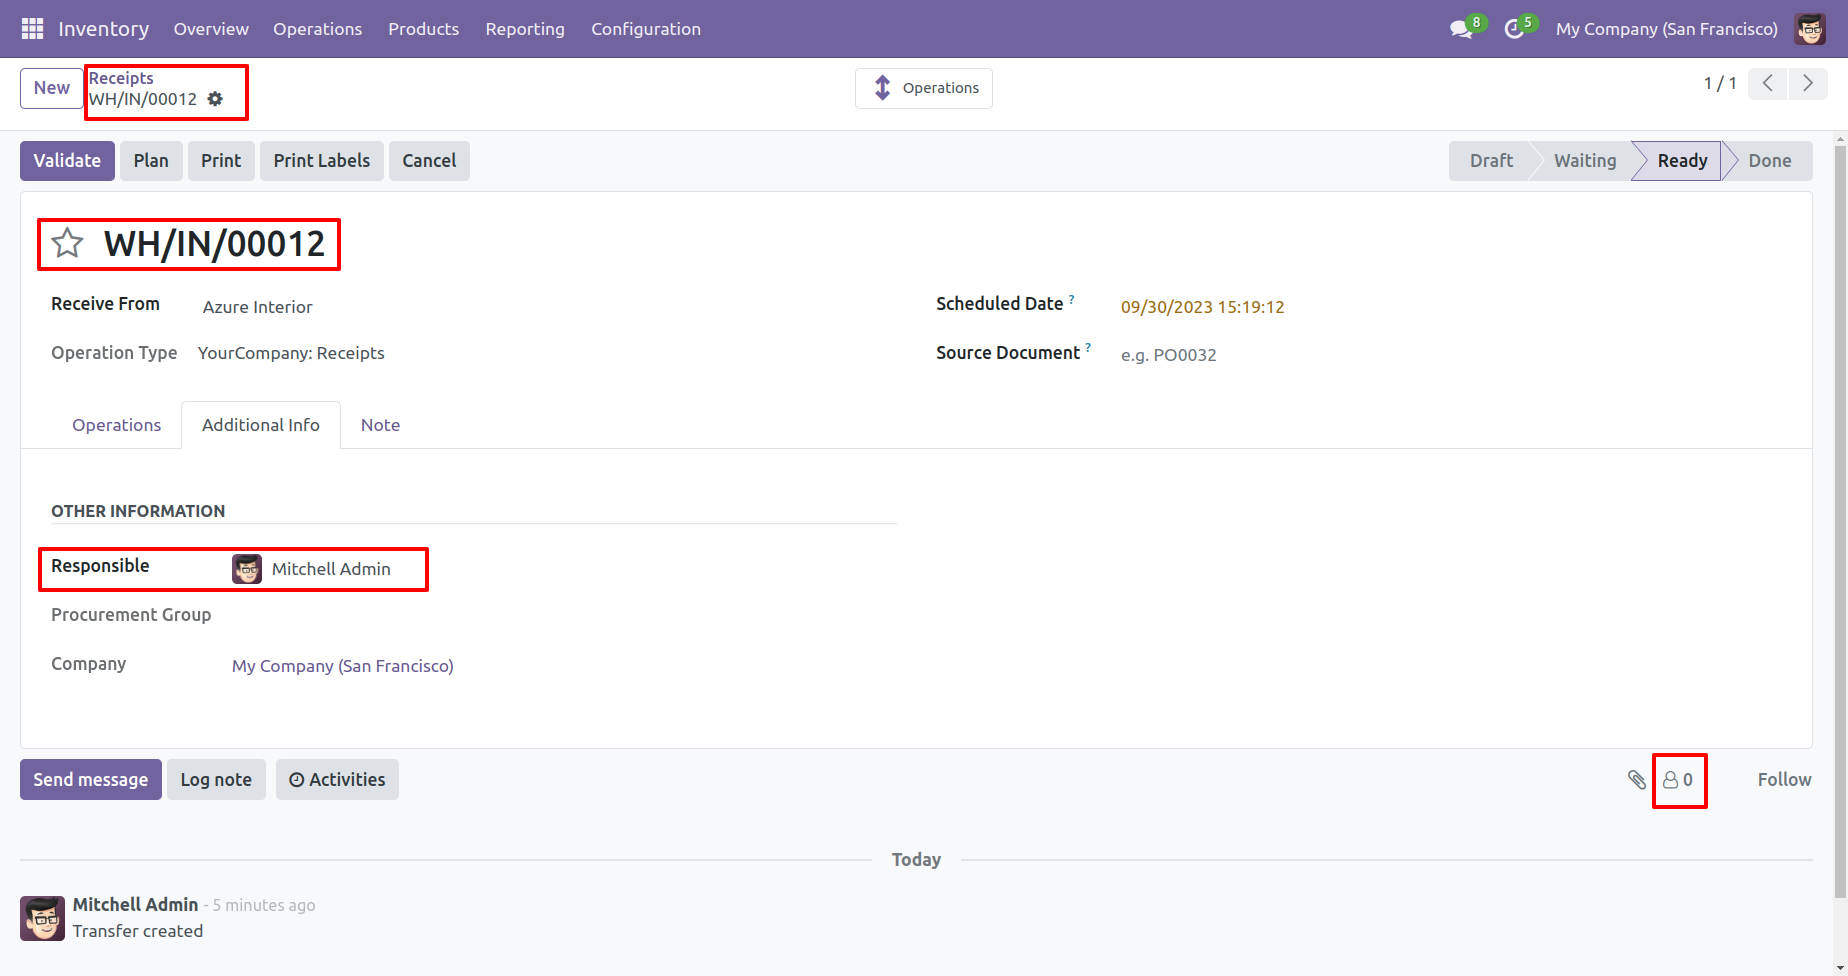 Inventory Overview Operations Products Reporting Configuration 8 5 My Company (San Francisco)
New Receipts Operations 1 / 1
WH/IN/00012
Validate Plan Print Print Labels Cancel Draft Waiting Ready Done
WH/IN/00012
Receive From Azure Interior Scheduled Date ? 09/30/2023 15:19:12
Operation Type YourCompany: Receipts Source Document ? e.g. PO0032
Operations Additional Info Note
OTHER INFORMATION
Responsible Mitchell Admin
Procurement Group
Company My Company (San Francisco)
Send message Log note Activities 0 Follow
Today
Mitchell Admin - 5 minutes ago
Transfer created